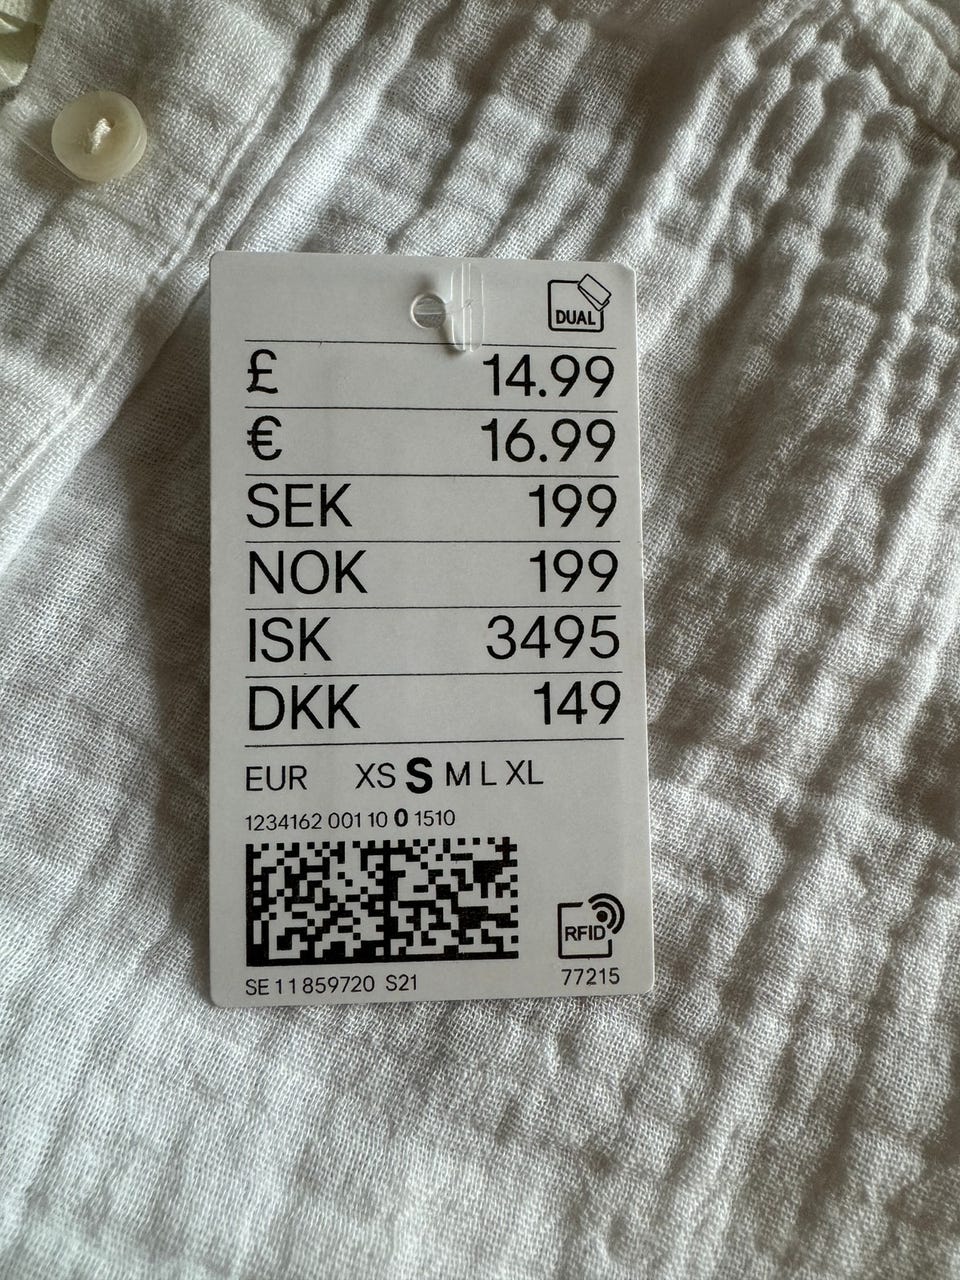 DUAL
£ 14.99
€ 16.99
SEK 199
NOK 199
ISK 3495
DKK 149
EUR XS S M L XL
1234162 001 10 0 1510
RFID
SE 11 859720 S21 77215